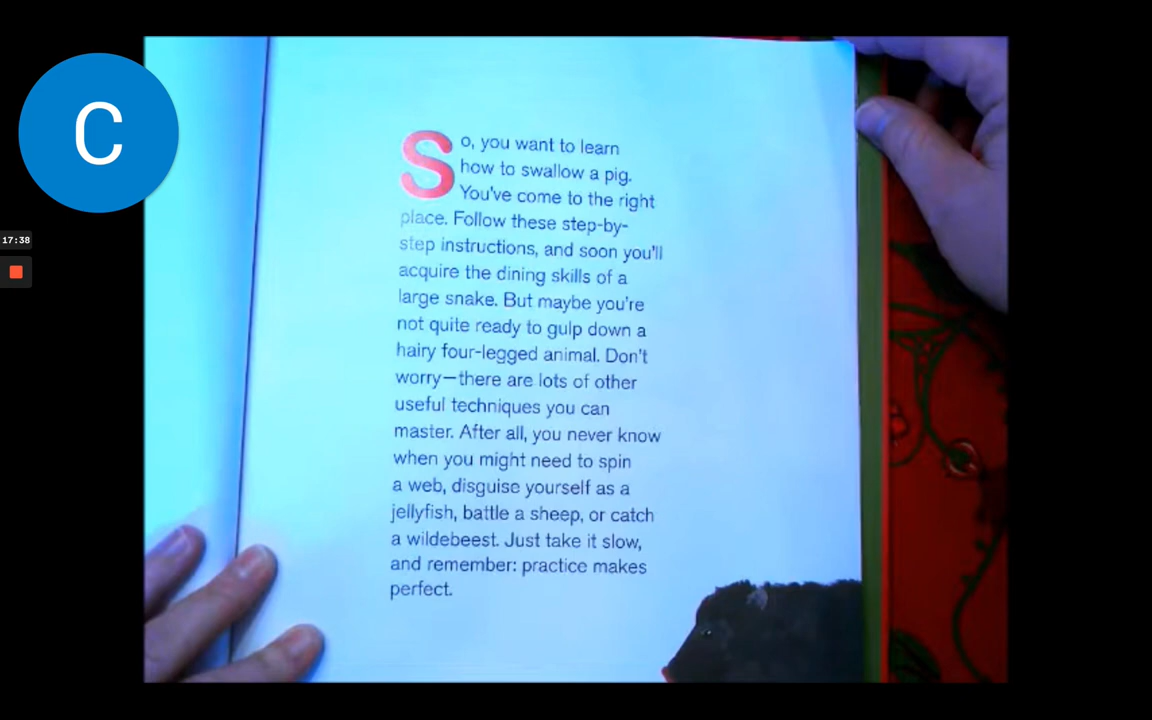 C
17:38
So, you want to learn
how to swallow a pig.
You've come to the right
place. Follow these step-by-
step instructions, and soon you'll
acquire the dining skills of a
large snake. But maybe you're
not quite ready to gulp down a
hairy four-legged animal. Don't
worry—there are lots of other
useful techniques you can
master. After all, you never know
when you might need to spin
a web, disguise yourself as a
jellyfish, battle a sheep, or catch
a wildebeest. Just take it slow,
and remember: practice makes
perfect.